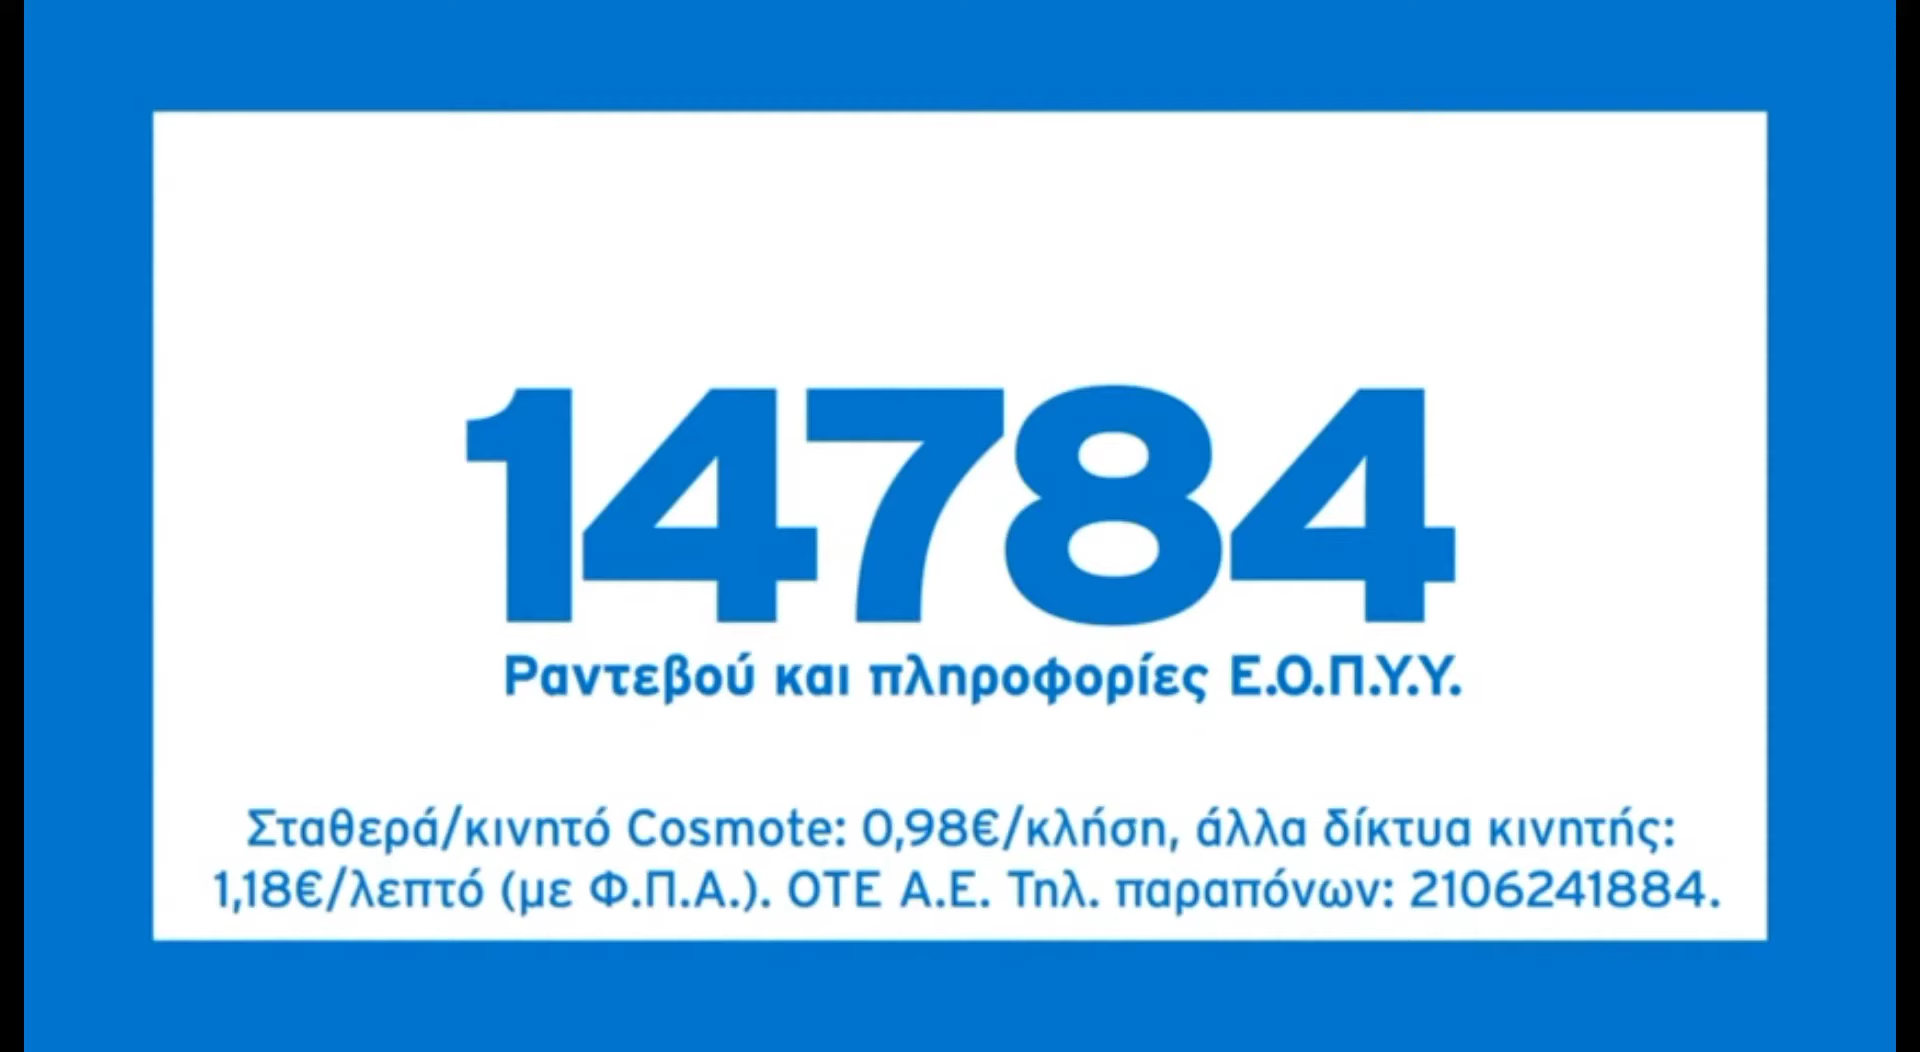 14784
Ραντεβού και πληροφορίες Ε.Ο.Π.Υ.Υ.
Σταθερά/κινητό Cosmote: 0,98€/κλήση, άλλα δίκτυα κινητής:
1,18€/λεπτό (με Φ.Π.Α.). ΟΤΕ Α.Ε. Τηλ. παραπόνων: 2106241884.